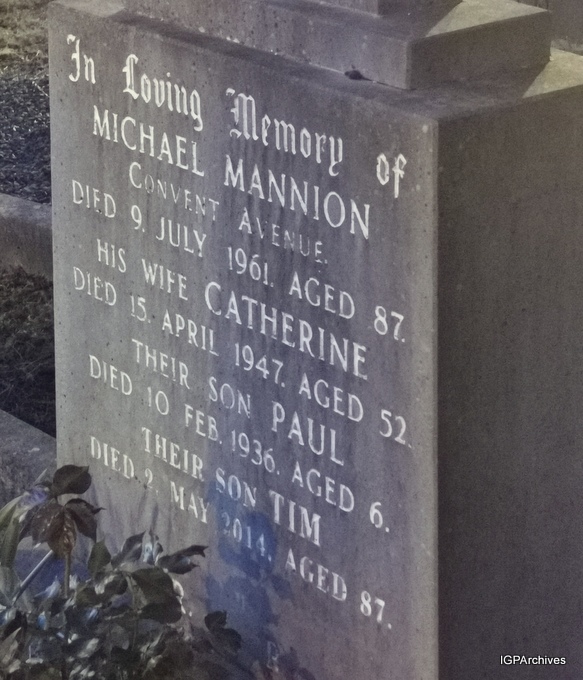 In Loving Memory of
MICHAEL MANNION
CONVENT AVENUE.
DIED 9. JULY 1961. AGED 87.
HIS WIFE CATHERINE
DIED 15. APRIL 1947. AGED 52.
THEIR SON PAUL
DIED 10 FEB. 1936. AGED 6.
THEIR SON TIM
DIED 2. MAY 2014. AGED 87.
IGPArchives